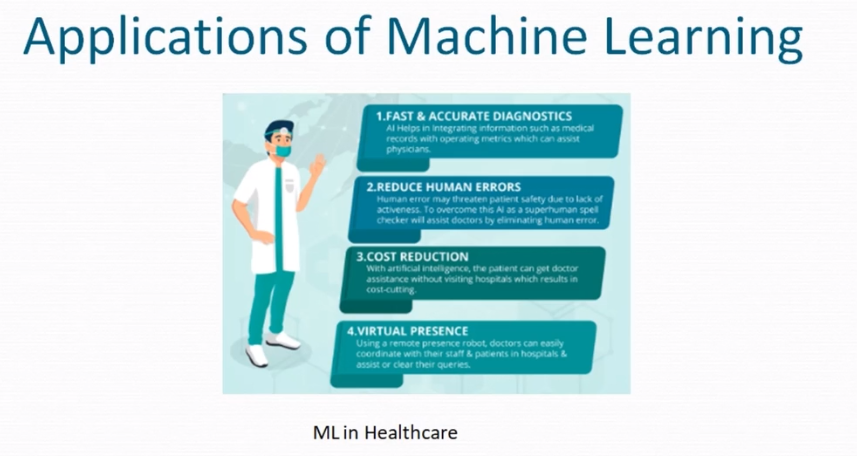 Applications of Machine Learning
1.FAST & ACCURATE DIAGNOSTICS
AI Helps in Integrating information such as medical
records with operating metrics which can assist
physicians.
2.REDUCE HUMAN ERRORS
Human error may threaten patient safety due to lack of
activeness. To overcome this AI as a superhuman spell
checker will assist doctors by eliminating human error.
3.COST REDUCTION
With artificial intelligence, the patient can get doctor
assistance without visiting hospitals which results in
cost-cutting.
4.VIRTUAL PRESENCE
Using a remote presence robot, doctors can easily
coordinate with their staff & patients in hospitals &
assist or clear their queries.
ML in Healthcare